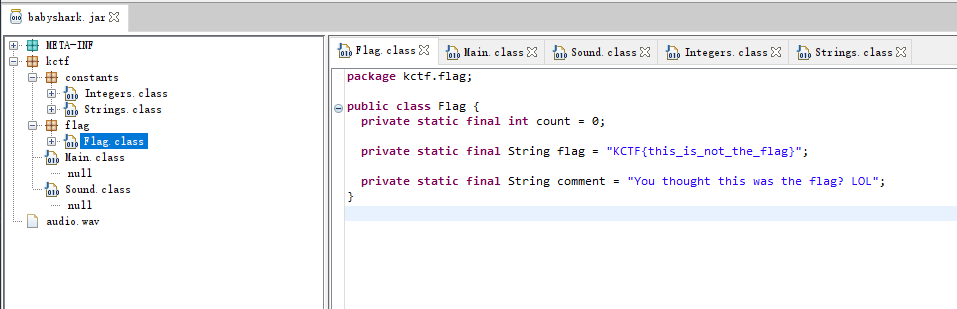 babyshark.jar
META-INF
kctf
constants
Integers.class
Strings.class
flag
Flag.class
Main.class
null
Sound.class
null
audio.wav
Flag.class Main.class Sound.class Integers.class Strings.class
package kctf.flag;
public class Flag {
private static final int count = 0;
private static final String flag = "KCTF{this_is_not_the_flag}";
private static final String comment = "You thought this was the flag? LOL";
}